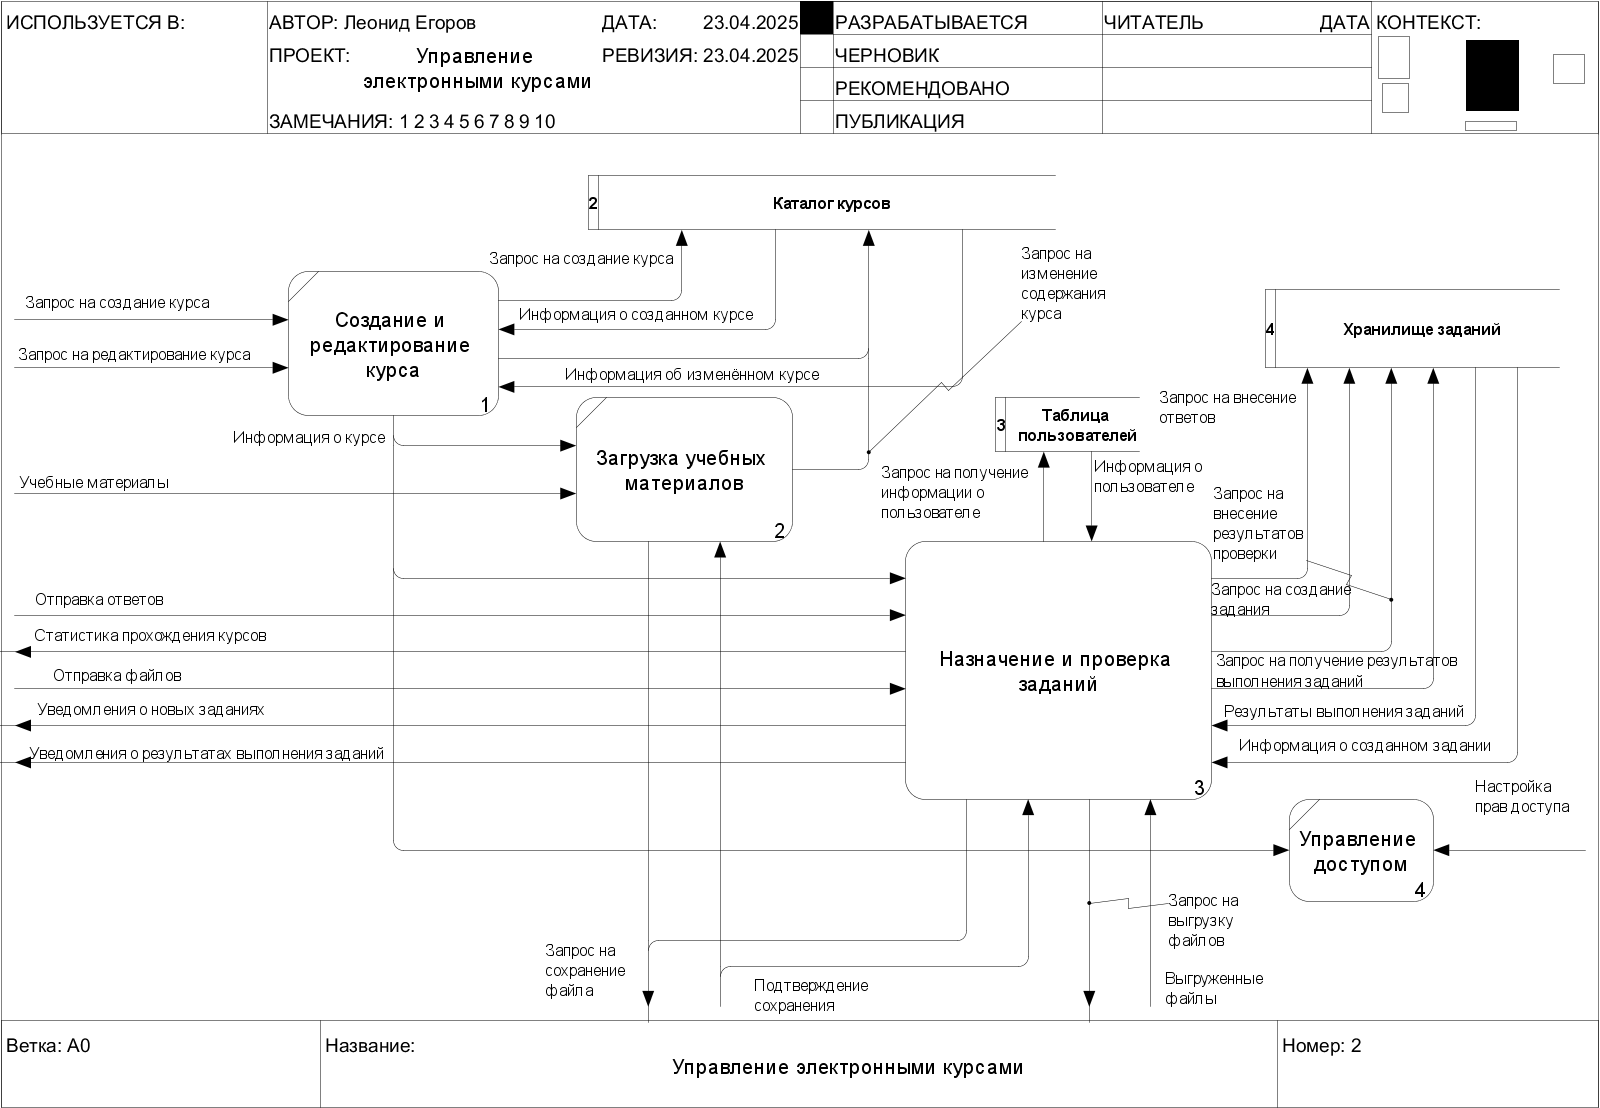 ИСПОЛЬЗУЕТСЯ В:
АВТОР: Леонид Егоров
ДАТА: 23.04.2025
ПРОЕКТ: Управление
электронными курсами
РЕВИЗИЯ: 23.04.2025
ЗАМЕЧАНИЯ: 1 2 3 4 5 6 7 8 9 10
РАЗРАБАТЫВАЕТСЯ
ЧЕРНОВИК
РЕКОМЕНДОВАНО
ПУБЛИКАЦИЯ
ЧИТАТЕЛЬ
ДАТА
КОНТЕКСТ:
2
Каталог курсов
Запрос на создание курса
Запрос на
изменение
содержания
курса
Запрос на создание курса
Информация о созданном курсе
Создание и
редактирование
курса
1
Запрос на редактирование курса
Информация об изменённом курсе
4
Хранилище заданий
3
Таблица
пользователей
Запрос на внесение
ответов
Информация о курсе
Загрузка учебных
материалов
2
Учебные материалы
Запрос на получение
информации о
пользователе
Информация о
пользователе
Запрос на
внесение
результатов
проверки
Запрос на создание
задания
Отправка ответов
Статистика прохождения курсов
Отправка файлов
Уведомления о новых заданиях
Уведомления о результатах выполнения заданий
Назначение и проверка
заданий
3
Запрос на получение результатов
выполнения заданий
Результаты выполнения заданий
Информация о созданном задании
Настройка
прав доступа
Управление
доступом
4
Запрос на
выгрузку
файлов
Запрос на
сохранение
файла
Подтверждение
сохранения
Выгруженные
файлы
Ветка: A0
Название:
Управление электронными курсами
Номер: 2